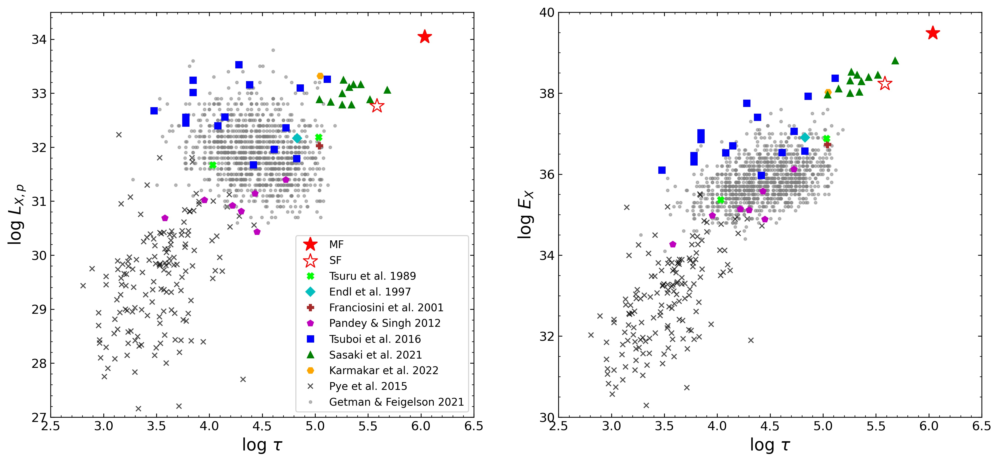 34
33
32
31
30
29
28
27
log L_{X,p}
2.5 3.0 3.5 4.0 4.5 5.0 5.5 6.0 6.5
log τ
MF
SF
Tsuru et al. 1989
Endl et al. 1997
Franciosini et al. 2001
Pandey & Singh 2012
Tsuboi et al. 2016
Sasaki et al. 2021
Karmakar et al. 2022
Pye et al. 2015
Getman & Feigelson 2021
40
38
36
34
32
30
log E_X
2.5 3.0 3.5 4.0 4.5 5.0 5.5 6.0 6.5
log τ